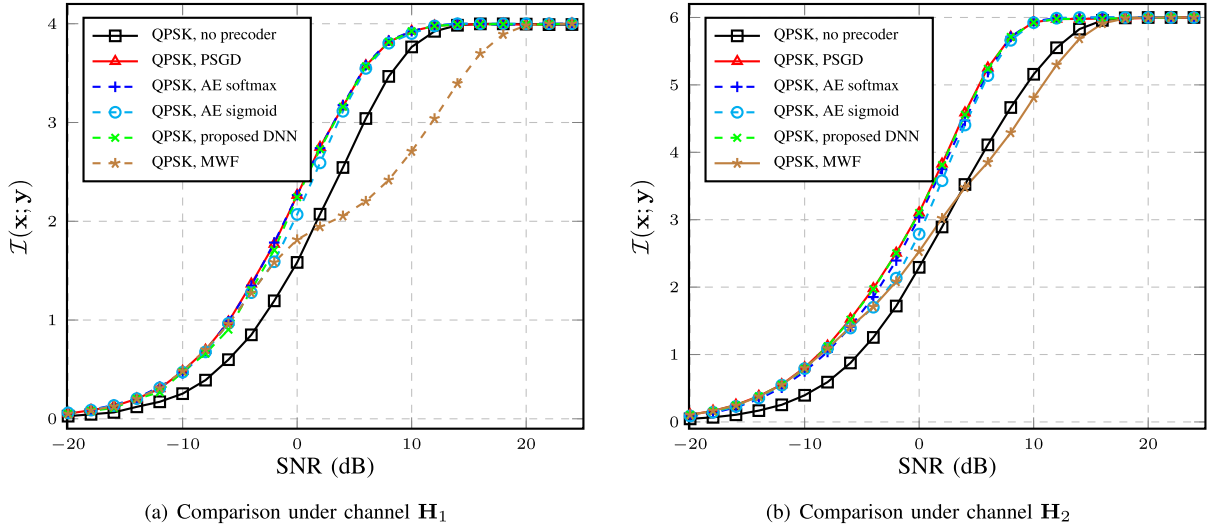 4
3
2
1
0
I(x; y)
QPSK, no precoder
QPSK, PSGD
QPSK, AE softmax
QPSK, AE sigmoid
QPSK, proposed DNN
QPSK, MWF
−20 −10 0 10 20
SNR (dB)
(a) Comparison under channel H₁
6
5
4
3
2
1
0
I(x; y)
QPSK, no precoder
QPSK, PSGD
QPSK, AE softmax
QPSK, AE sigmoid
QPSK, proposed DNN
QPSK, MWF
−20 −10 0 10 20
SNR (dB)
(b) Comparison under channel H₂